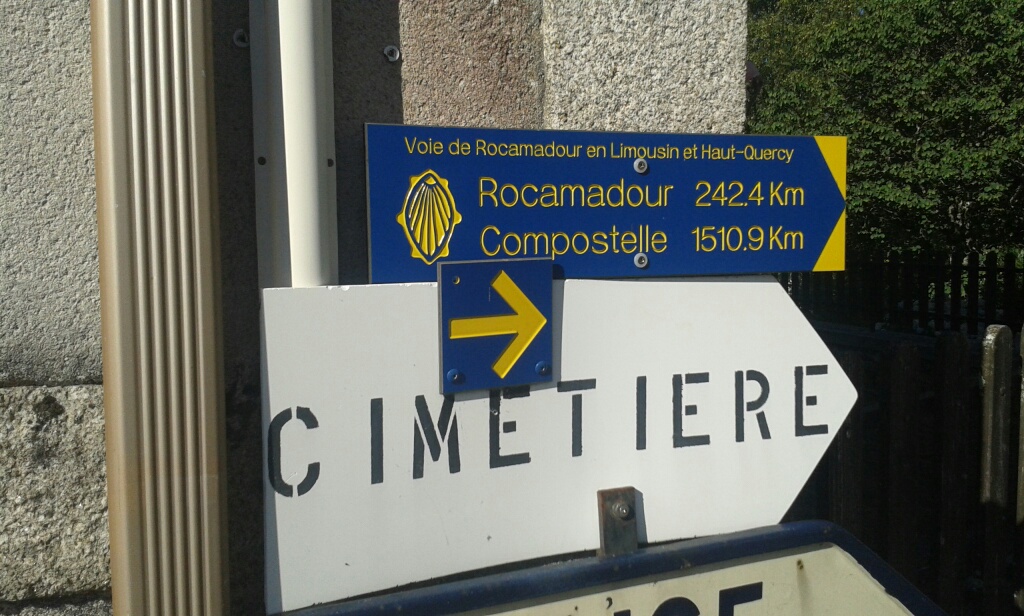 Voie de Rocamadour en Limousin et Haut-Quercy
Rocamadour 242.4 Km
Compostelle 1510.9 Km
CIMETIERE